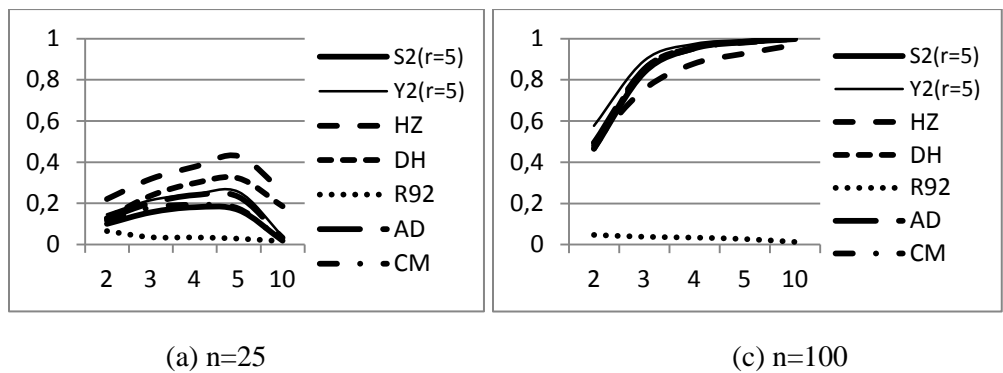 1
0,8
0,6
0,4
0,2
0
2 3 4 5 10
S2(r=5)
Y2(r=5)
HZ
DH
R92
AD
CM
1
0,8
0,6
0,4
0,2
0
2 3 4 5 10
S2(r=5)
Y2(r=5)
HZ
DH
R92
AD
CM
(a) n=25
(c) n=100